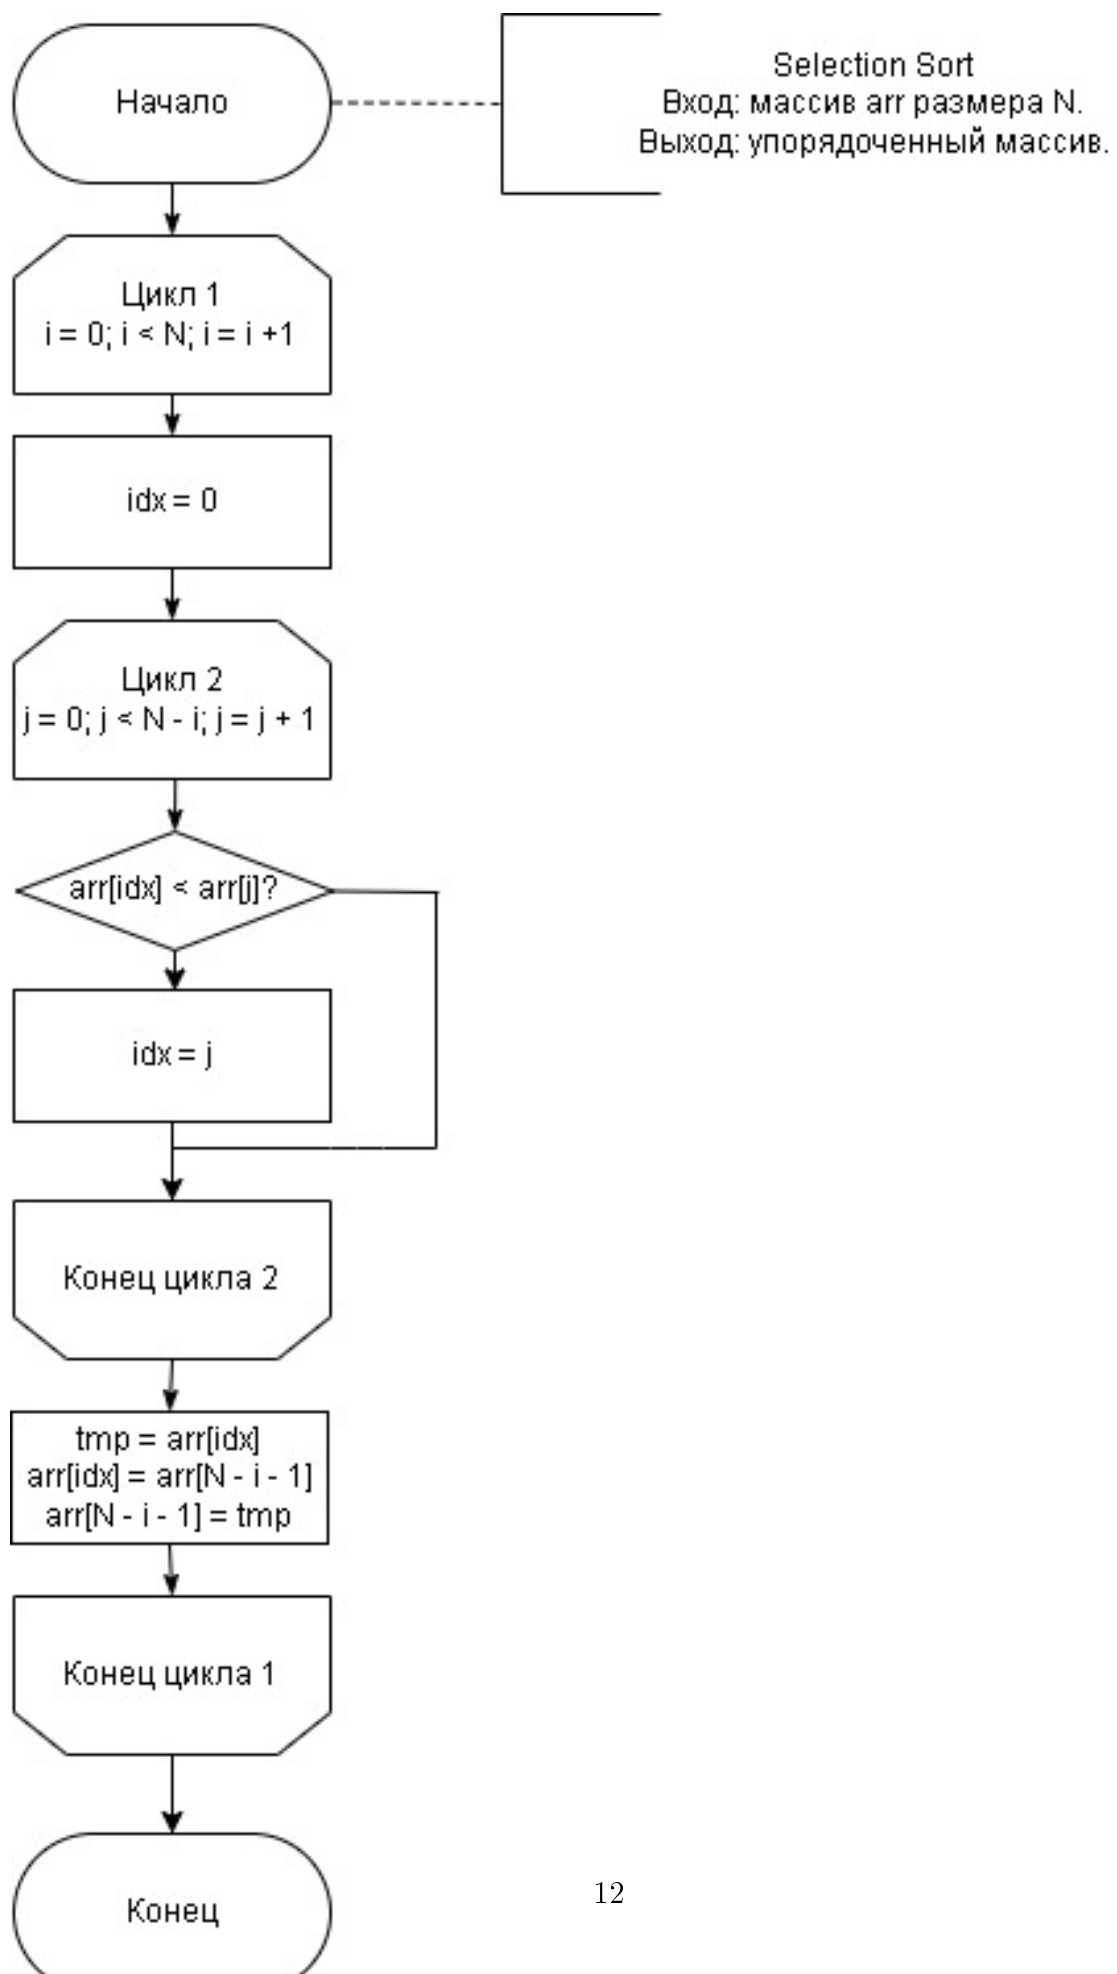 Начало
Selection Sort
Вход: массив arr размера N.
Выход: упорядоченный массив.
Цикл 1
i = 0; i < N; i = i +1
idx = 0
Цикл 2
j = 0; j < N - i; j = j + 1
arr[idx] < arr[j]?
idx = j
Конец цикла 2
tmp = arr[idx]
arr[idx] = arr[N - i - 1]
arr[N - i - 1] = tmp
Конец цикла 1
Конец
12